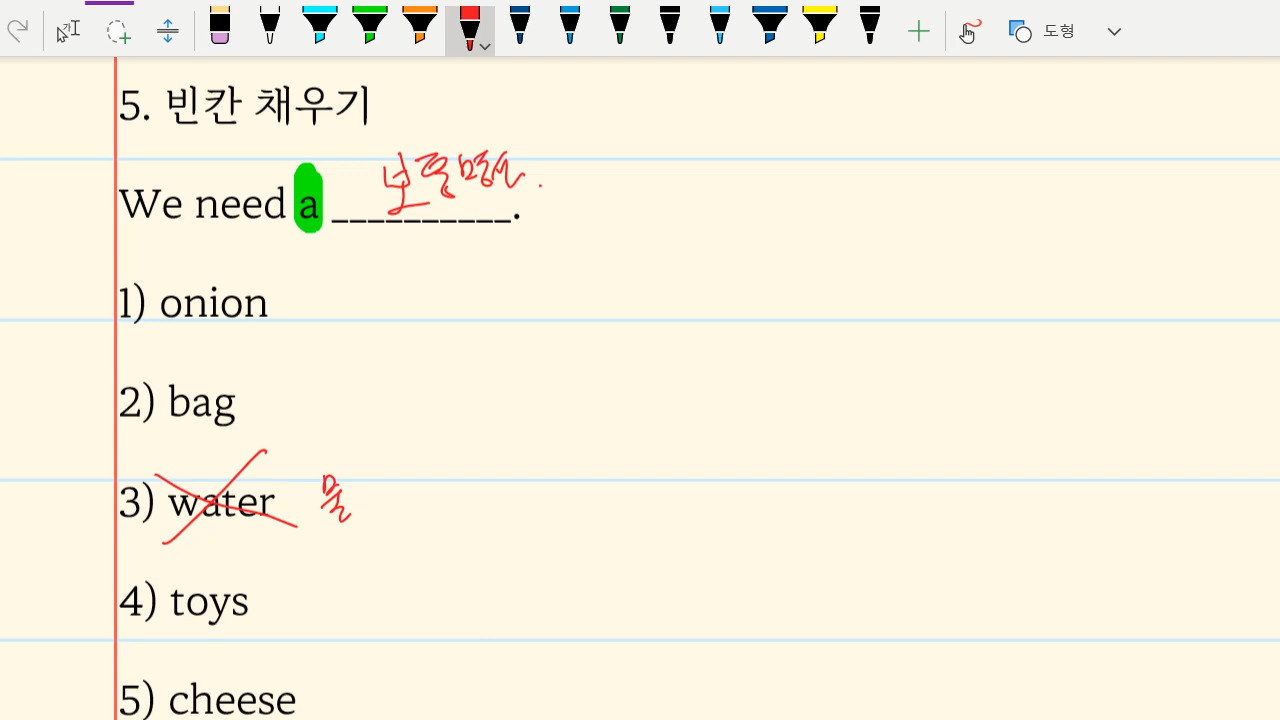 도형
5. 빈칸 채우기
보통명사.
We need a __________.
1) onion
2) bag
3) water 물
4) toys
5) cheese